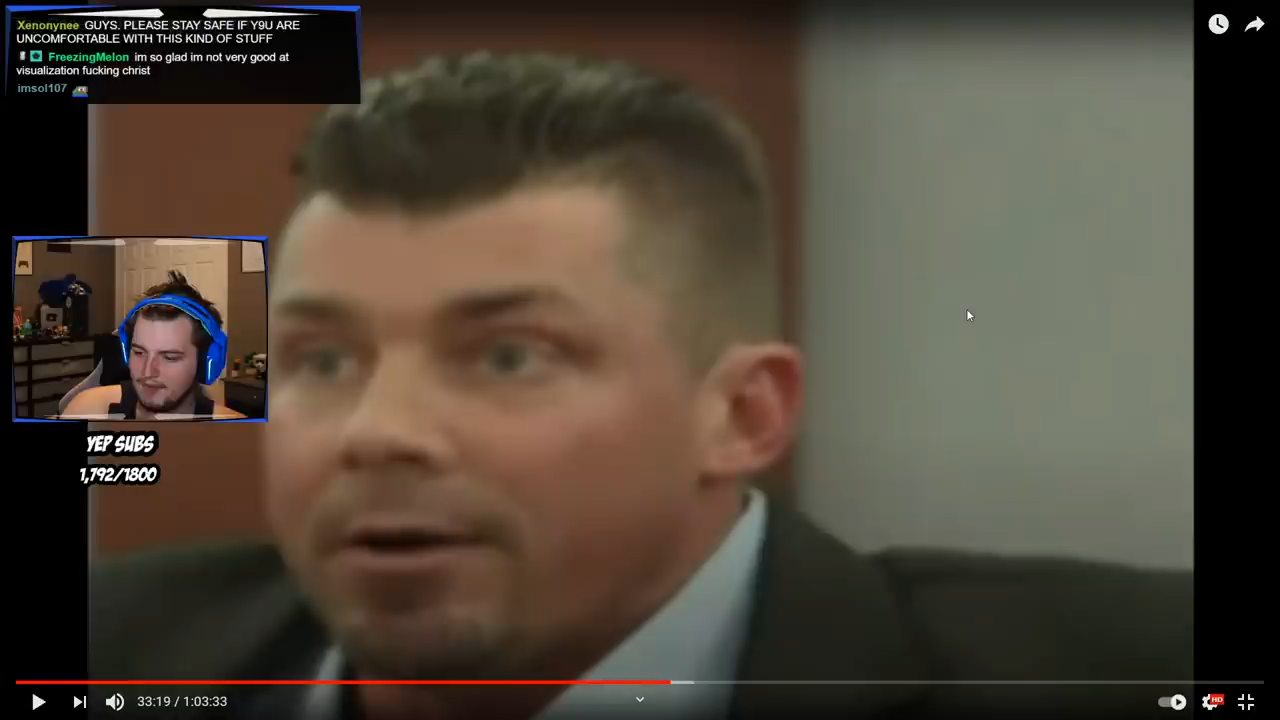 Xenonynee GUYS. PLEASE STAY SAFE IF Y9U ARE
UNCOMFORTABLE WITH THIS KIND OF STUFF
FreezingMelon im so glad im not very good at
visualization fucking christ
imsol107
YEP SUBS
1,792/1800
33:19 / 1:03:33
HD